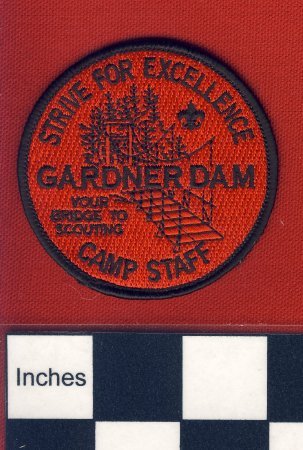 STRIVE FOR EXCELLENCE
GARDNER DAM
YOUR
BRIDGE TO
SCOUTING
CAMP STAFF
Inches